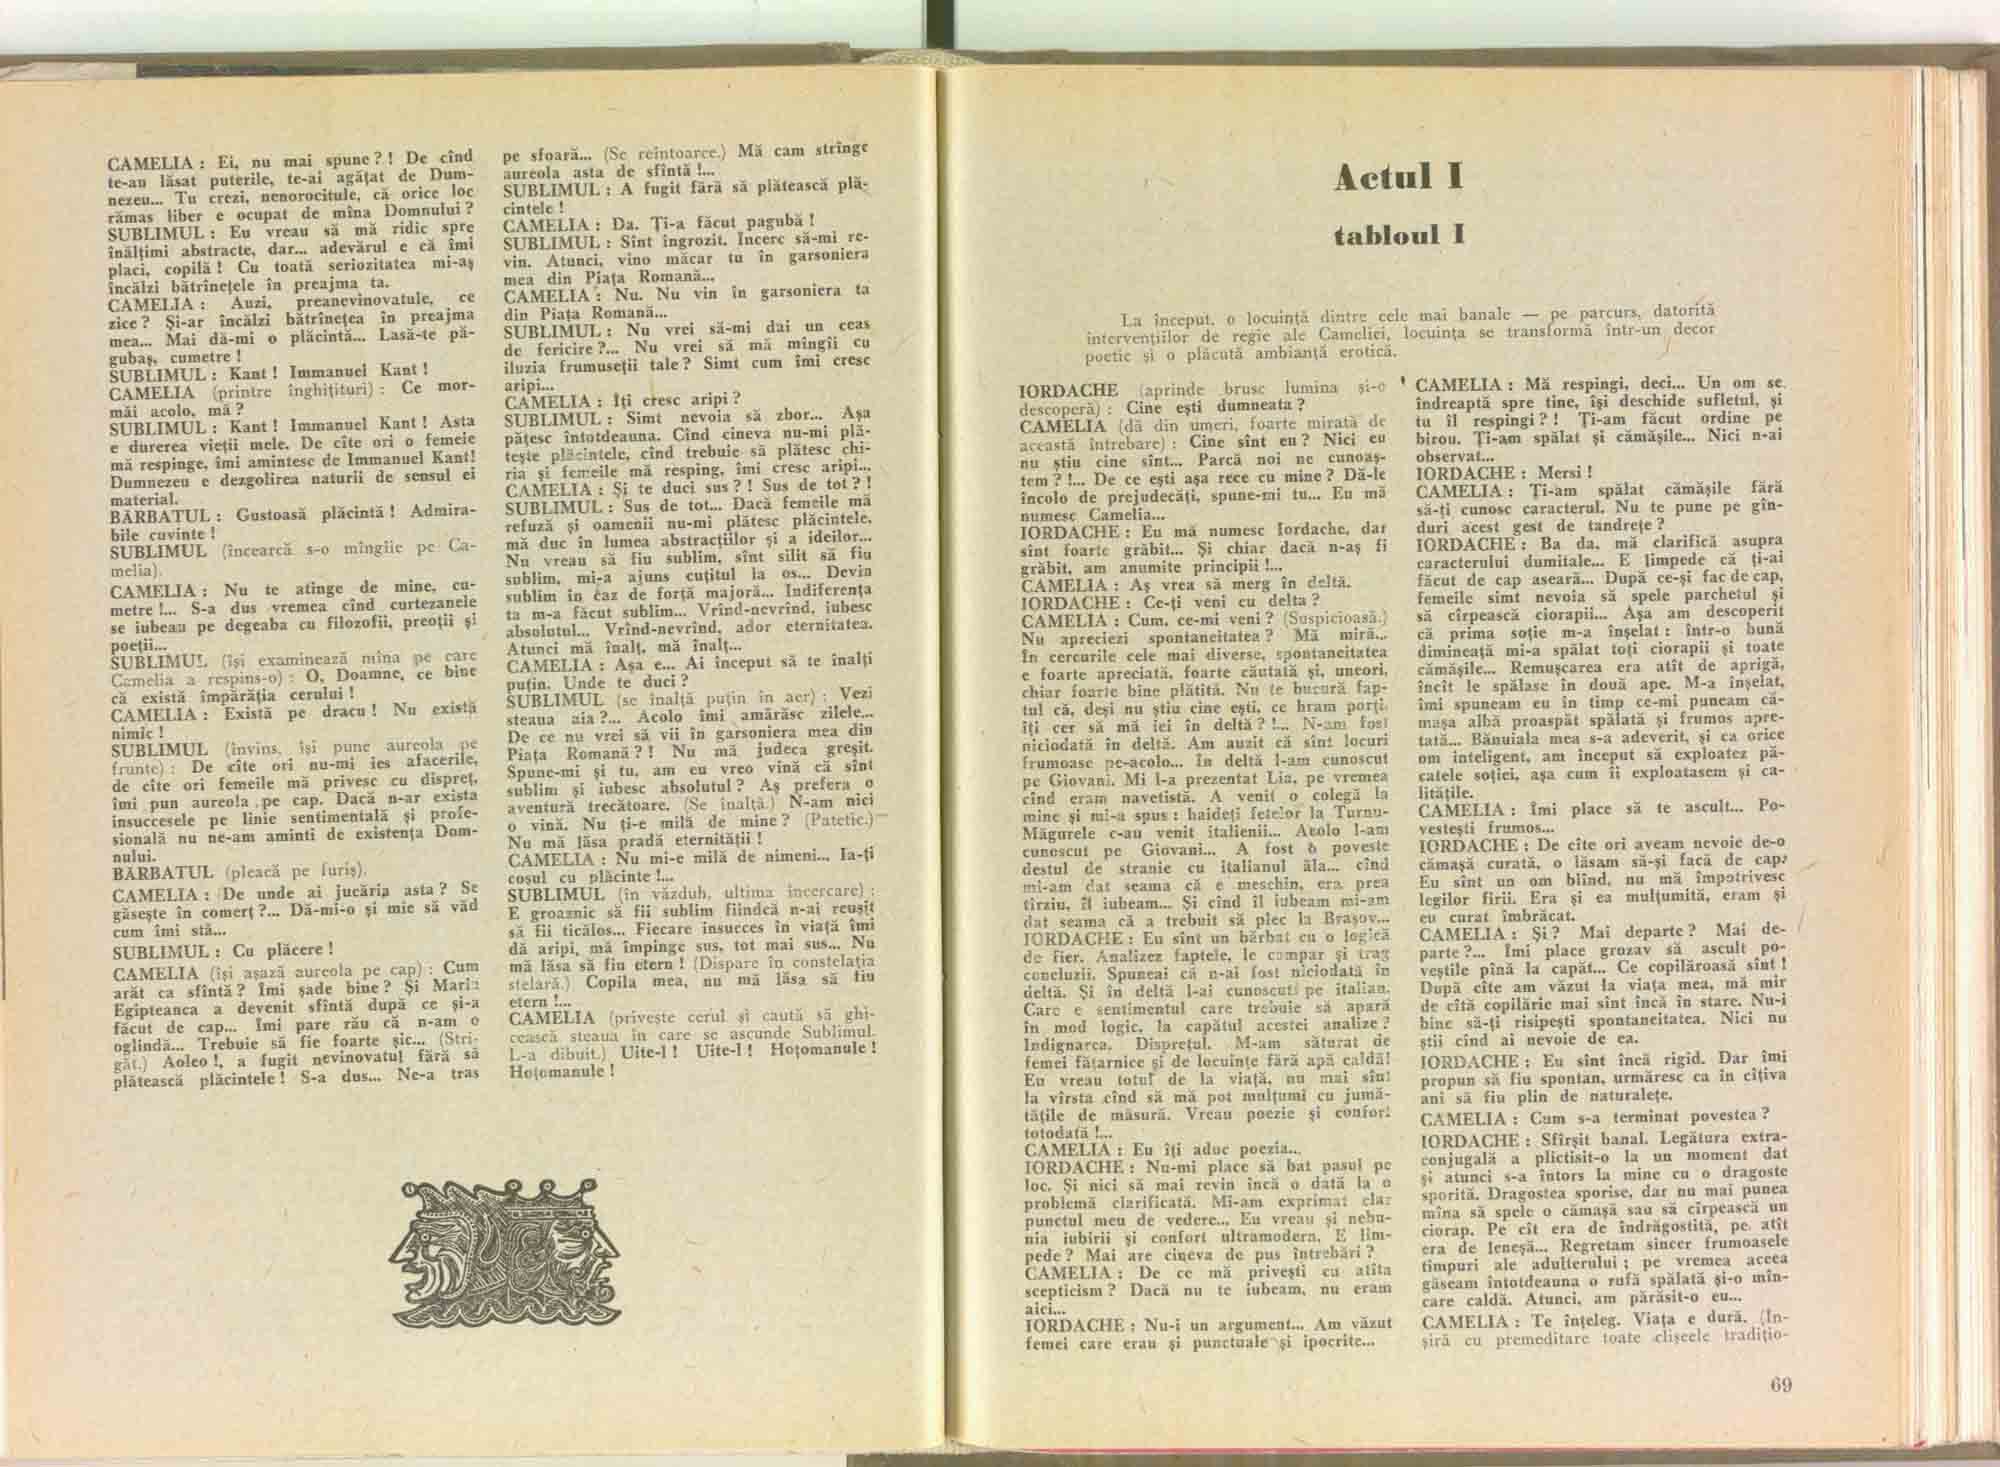 CAMELIA : Ei, nu mai spune ? ! De cînd
te-au lăsat puterile, te-ai agățat de Dum-
nezeu... Tu crezi, nenorocitule, că orice loc
rămas liber e ocupat de mîna Domnului ?
SUBLIMUL : Eu vreau să mă ridic spre
înălțimi abstracte, dar... adevărul e că îmi
placi, copilă ! Cu toată seriozitatea mi-aș
încălzi bătrînețele în preajma ta.
CAMELIA : Auzi, preanevinovatule, ce
zice ? Și-ar încălzi bătrînețea în preajma
mea... Mai dă-mi o plăcintă... Lasă-te pă-
gubaș, cumetre !
SUBLIMUL : Kant ! Immanuel Kant !
CAMELIA (printre înghițituri) : Ce mor-
măi acolo, mă ?
SUBLIMUL : Kant ! Immanuel Kant ! Asta
e durerea vieții mele. De cîte ori o femeie
mă respinge, îmi amintesc de Immanuel Kant!
Dumnezeu e dezgolirea naturii de sensul ei
material.
BĂRBATUL : Gustoasă plăcintă ! Admira-
bile cuvinte !
SUBLIMUL (încearcă s-o mîngîie pe Ca-
melia).
CAMELIA : Nu te atinge de mine, cu-
metre !... S-a dus vremea cînd curtezanele
se iubeau pe degeaba cu filozofii, preoții și
poeții...
SUBLIMUL (își examinează mîna pe care
Camelia a respins-o) : O, Doamne, ce bine
că există împărăția cerului !
CAMELIA : Există pe dracu ! Nu există
nimic !
SUBLIMUL (învins, își pune aureola pe
frunte) : De cîte ori nu-mi ies afacerile,
de cîte ori femeile mă privesc cu dispreț,
îmi pun aureola pe cap. Dacă n-ar exista
insuccesele pe linie sentimentală și profe-
sională nu ne-am aminti de existența Dom-
nului.
BĂRBATUL (pleacă pe furiș).
CAMELIA : De unde ai jucăria asta ? Se
găsește în comerț ?... Dă-mi-o și mie să văd
cum îmi stă...
SUBLIMUL : Cu plăcere !
CAMELIA (își așază aureola pe cap) : Cum
arăt ca sfîntă ? Îmi șade bine ? Și Maria
Egipteanca a devenit sfîntă după ce și-a
făcut de cap... Îmi pare rău că n-am o
oglindă... Trebuie să fie foarte șic... (Stri-
găt.) Aoleo !, a fugit nevinovatul fără să
plătească plăcintele ! S-a dus... Ne-a tras
pe sfoară... (Se reîntoarce.) Mă cam strînge
aureola asta de sfîntă !...
SUBLIMUL : A fugit fără să plătească plă-
cintele !
CAMELIA : Da. Ți-a făcut pagubă !
SUBLIMUL : Sînt îngrozit. Încerc să-mi re-
vin. Atunci, vino măcar tu în garsoniera
mea din Piața Romană...
CAMELIA : Nu. Nu vin în garsoniera ta
din Piața Romană...
SUBLIMUL : Nu vrei să-mi dai un ceas
de fericire ?... Nu vrei să mă mîngîi cu
iluzia frumuseții tale ? Simt cum îmi cresc
aripi...
CAMELIA : Îți cresc aripi ?
SUBLIMUL : Simt nevoia să zbor... Așa
pățesc întotdeauna. Cînd cineva nu-mi plă-
tește plăcintele, cînd trebuie să plătesc chi-
ria și femeile mă resping, îmi cresc aripi...
CAMELIA : Și te duci sus ? ! Sus de tot ? !
SUBLIMUL : Sus de tot... Dacă femeile mă
refuză și oamenii nu-mi plătesc plăcintele,
mă duc în lumea abstracțiilor și a ideilor...
Nu vreau să fiu sublim, sînt silit să fiu
sublim, mi-a ajuns cuțitul la os... Devin
sublim în caz de forță majoră... Indiferența
ta m-a făcut sublim... Vrînd-nevrînd, iubesc
absolutul... Vrînd-nevrînd, ador eternitatea.
Atunci mă înalț, mă înalț...
CAMELIA : Așa e... Ai început să te înalți
puțin. Unde te duci ?
SUBLIMUL (se înalță puțin în aer) : Vezi
steaua aia ?... Acolo îmi amărăsc zilele...
De ce nu vrei să vii în garsoniera mea din
Piața Romană ? ! Nu mă judeca greșit.
Spune-mi și tu, am eu vreo vină că sînt
sublim și iubesc absolutul ? Aș prefera o
aventură trecătoare. (Se înalță.) N-am nici
o vină. Nu ți-e milă de mine ? (Patetic.)
Nu mă lăsa pradă eternității !
CAMELIA : Nu mi-e milă de nimeni... Ia-ți
coșul cu plăcinte !...
SUBLIMUL (în văzduh, ultima încercare) :
E groaznic să fii sublim fiindcă n-ai reușit
să fii ticălos... Fiecare insucces în viață îmi
dă aripi, mă împinge sus, tot mai sus... Nu
mă lăsa să fiu etern ! (Dispare în constelația
stelară.) Copila mea, nu mă lăsa să fiu
etern !...
CAMELIA (privește cerul și caută să ghi-
cească steaua în care se ascunde Sublimul.
L-a dibuit.) Uite-l ! Uite-l ! Hoțomanule !
Hoțomanule !
Actul I
tabloul I
La început, o locuință dintre cele mai banale — pe parcurs, datorită
intervențiilor de regie ale Cameliei, locuința se transformă într-un decor
poetic și o plăcută ambianță erotică.
IORDACHE (aprinde brusc lumina și-o
descoperă) : Cine ești dumneata ?
CAMELIA (dă din umeri, foarte mirată de
această întrebare) : Cine sînt eu ? Nici eu
nu știu cine sînt... Parcă noi ne cunoaș-
tem ? !... De ce ești așa rece cu mine ? Dă-le
încolo de prejudecăți, spune-mi tu... Eu mă
numesc Camelia...
IORDACHE : Eu mă numesc Iordache, dar
sînt foarte grăbit... Și chiar dacă n-aș fi
grăbit, am anumite principii !...
CAMELIA : Aș vrea să merg în deltă.
IORDACHE : Ce-ți veni cu delta ?
CAMELIA : Cum, ce-mi veni ? (Suspicioasă.)
Nu apreciezi spontaneitatea ? Mă miră...
În cercurile cele mai diverse, spontaneitatea
e foarte apreciată, foarte căutată și, uneori,
chiar foarte bine plătită. Nu te bucură fap-
tul că, deși nu știu cine ești, ce hram porți,
îți cer să mă iei în deltă ? !... N-am fost
niciodată în deltă. Am auzit că sînt locuri
frumoase pe-acolo... În deltă l-am cunoscut
pe Giovani. Mi l-a prezentat Lia, pe vremea
cînd eram navetistă. A venit o colegă la
mine și mi-a spus : haideți fetelor la Turnu-
Măgurele c-au venit italienii... Acolo l-am
cunoscut pe Giovani... A fost o poveste
destul de stranie cu italianul ăla... cînd
mi-am dat seama că e meschin, era prea
tîrziu, îl iubeam... Și cînd îl iubeam mi-am
dat seama că a trebuit să plec la Brașov...
IORDACHE : Eu sînt un bărbat cu o logică
de fier. Analizez faptele, le compar și trag
concluzii. Spuneai că n-ai fost niciodată în
deltă. Și în deltă l-ai cunoscut pe italian.
Care e sentimentul care trebuie să apară
în mod logic, la capătul acestei analize ?
Indignarea. Disprețul. M-am săturat de
femei fățarnice și de locuințe fără apă caldă!
Eu vreau totul de la viață, nu mai sînt
la vîrsta cînd să mă pot mulțumi cu jumă-
tățile de măsură. Vreau poezie și confort
totodată !...
CAMELIA : Eu îți aduc poezia...
IORDACHE : Nu-mi place să bat pasul pe
loc. Și nici să mai revin încă o dată la o
problemă clarificată. Mi-am exprimat clar
punctul meu de vedere... Eu vreau și nebu-
nia iubirii și confort ultramodern. E lim-
pede ? Mai are cineva de pus întrebări ?
CAMELIA : De ce mă privești cu atîta
scepticism ? Dacă nu te iubeam, nu eram
aici...
IORDACHE : Nu-i un argument... Am văzut
femei care erau și punctuale și ipocrite...
CAMELIA : Mă respingi, deci... Un om se
îndreaptă spre tine, își deschide sufletul, și
tu îl respingi ? ! Ți-am făcut ordine pe
birou. Ți-am spălat și cămășile... Nici n-ai
observat...
IORDACHE : Mersi !
CAMELIA : Ți-am spălat cămășile fără
să-ți cunosc caracterul. Nu te pune pe gîn-
duri acest gest de tandrețe ?
IORDACHE : Ba da, mă clarifică asupra
caracterului dumitale... E limpede că ți-ai
făcut de cap aseară... După ce-și fac de cap,
femeile simt nevoia să spele parchetul și
să cîrpească ciorapii... Așa am descoperit
că prima soție m-a înșelat : într-o bună
dimineață mi-a spălat toți ciorapii și toate
cămășile... Remușcarea era atît de aprigă,
încît le spălase în două ape. M-a înșelat,
îmi spuneam eu în timp ce-mi puneam că-
mașa albă proaspăt spălată și frumos apre-
tată... Bănuiala mea s-a adeverit, și ca orice
om inteligent, am început să exploatez pă-
catele soției, așa cum îi exploatasem și ca-
litățile.
CAMELIA : Îmi place să te ascult... Po-
vestești frumos...
IORDACHE : De cîte ori aveam nevoie de-o
cămașă curată, o lăsam să-și facă de cap.
Eu sînt un om blînd, nu mă împotrivesc
legilor firii. Era și ea mulțumită, eram și
eu curat îmbrăcat.
CAMELIA : Și ? Mai departe ? Mai de-
parte ?... Îmi place grozav să ascult po-
veștile pînă la capăt... Ce copilăroasă sînt !
După cîte am văzut la viața mea, mă mir
de cîtă copilărie mai sînt încă în stare. Nu-i
bine să-ți risipești spontaneitatea. Nici nu
știi cînd ai nevoie de ea.
IORDACHE : Eu sînt încă rigid. Dar îmi
propun să fiu spontan, urmăresc ca în cîțiva
ani să fiu plin de naturalețe.
CAMELIA : Cum s-a terminat povestea ?
IORDACHE : Sfîrșit banal. Legătura extra-
conjugală a plictisit-o la un moment dat
și atunci s-a întors la mine cu o dragoste
sporită. Dragostea sporise, dar nu mai punea
mîna să spele o cămașă sau să cîrpească un
ciorap. Pe cît era de îndrăgostită, pe atît
era de leneșă... Regretam sincer frumoasele
timpuri ale adulterului ; pe vremea aceea
găseam întotdeauna o rufă spălată și-o mîn-
care caldă. Atunci, am părăsit-o eu...
CAMELIA : Te înțeleg. Viața e dură. (În-
șiră cu premeditare toate clișeele tradițio-
69